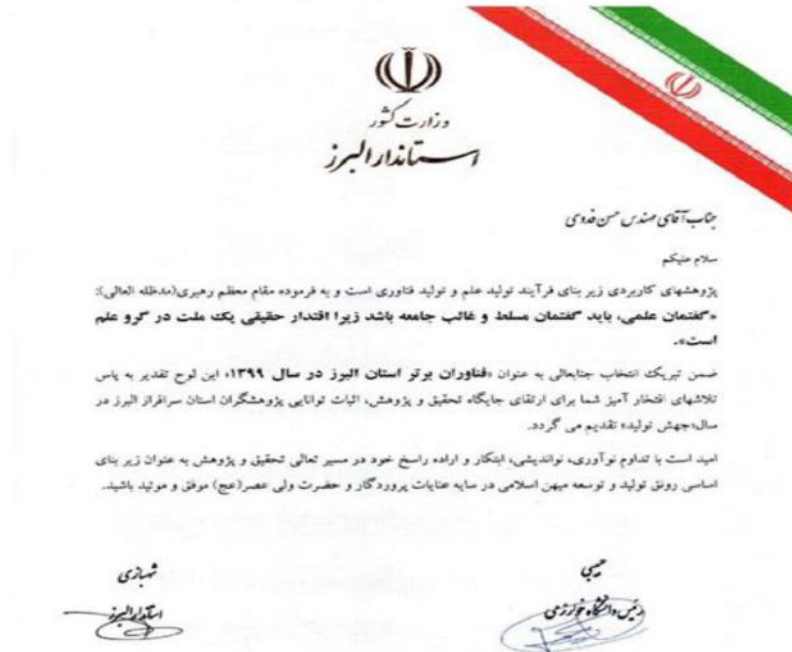 وزارت کشور
استاندار البرز
جناب آقای مهندس حسن قدوسی
سلام علیکم
پژوهشهای کاربردی زیر بنای فرآیند تولید علم و تولید فناوری است و به فرموده مقام معظم رهبری(مدظله العالی):
«گفتمان علمی، باید گفتمان مسلط و غالب جامعه باشد زیرا اقتدار حقیقی یک ملت در گرو علم
است».
ضمن تبریک انتخاب جنابعالی به عنوان «فناوران برتر استان البرز در سال ۱۳۹۹» این لوح تقدیر به پاس
تلاشهای افتخار آمیز شما برای ارتقای جایگاه تحقیق و پژوهش، اثبات توانایی پژوهشگران استان سرافراز البرز در
سال«جهش تولید» تقدیم می گردد.
امید است با تداوم نوآوری، نواندیشی، ابتکار و اراده راسخ خود در مسیر تعالی تحقیق و پژوهش به عنوان زیر بنای
اساسی رونق تولید و توسعه میهن اسلامی در سایه عنایات پروردگار و حضرت ولی عصر(عج) موفق و موئید باشید.
حبیبی
رئیس دانشگاه خوارزمی
شهبازی
استاندار البرز